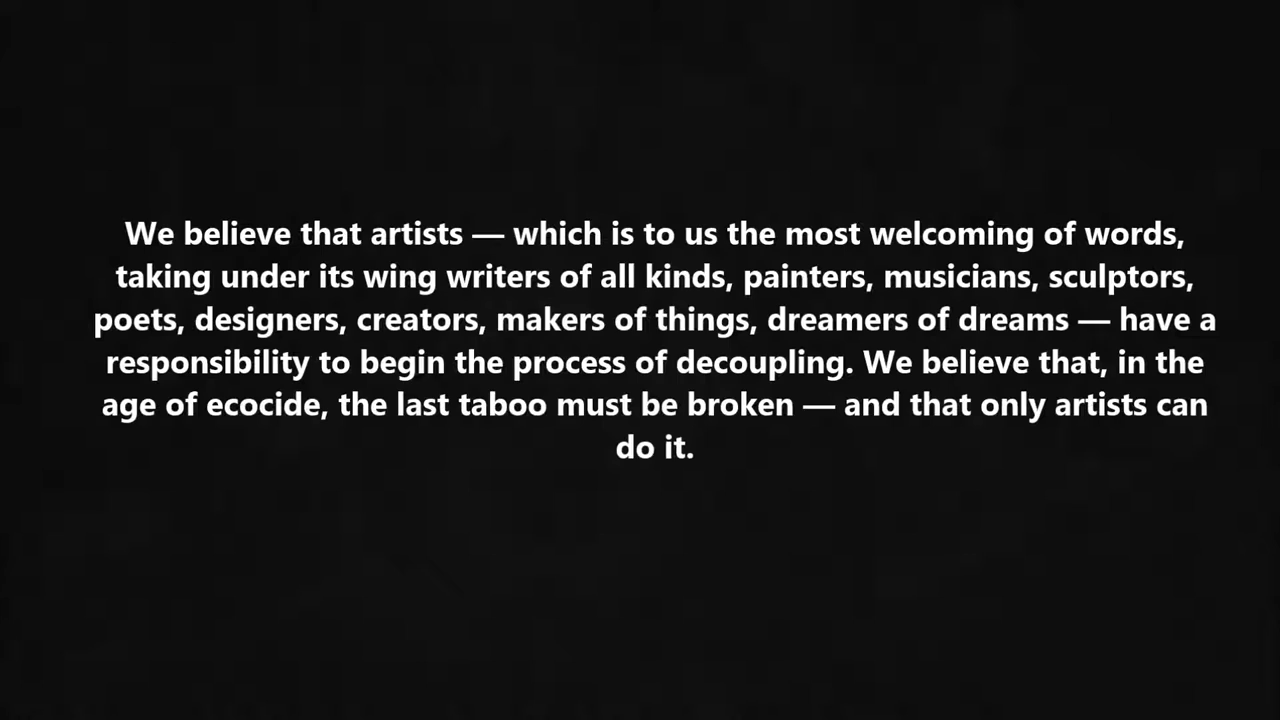 We believe that artists — which is to us the most welcoming of words,
taking under its wing writers of all kinds, painters, musicians, sculptors,
poets, designers, creators, makers of things, dreamers of dreams — have a
responsibility to begin the process of decoupling. We believe that, in the
age of ecocide, the last taboo must be broken — and that only artists can
do it.